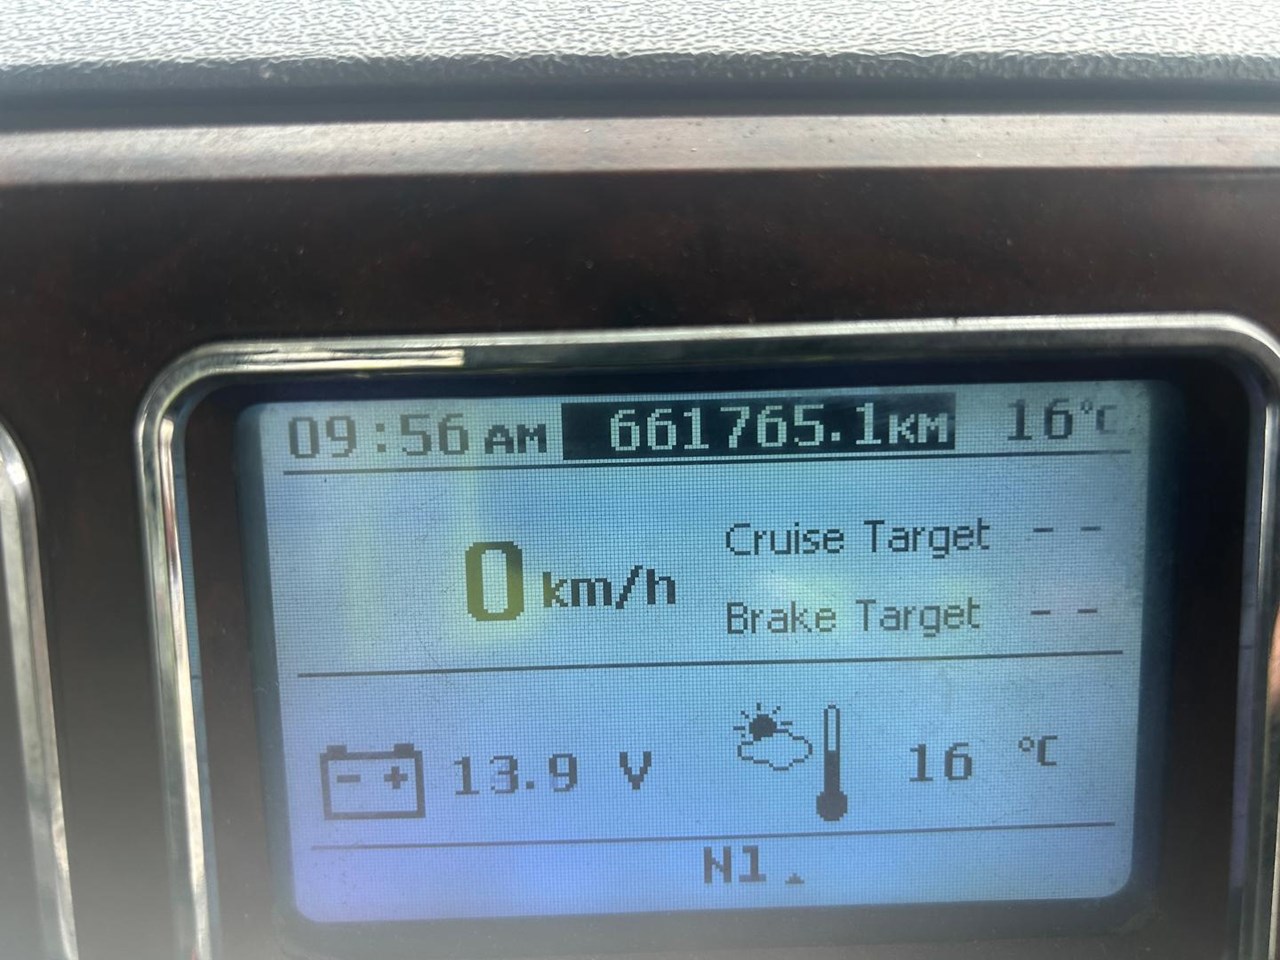 09:56 AM 661765.1KM 16°C
Cruise Target - -
0 km/h
Brake Target - -
- + 13.9 V 16 °C
N1